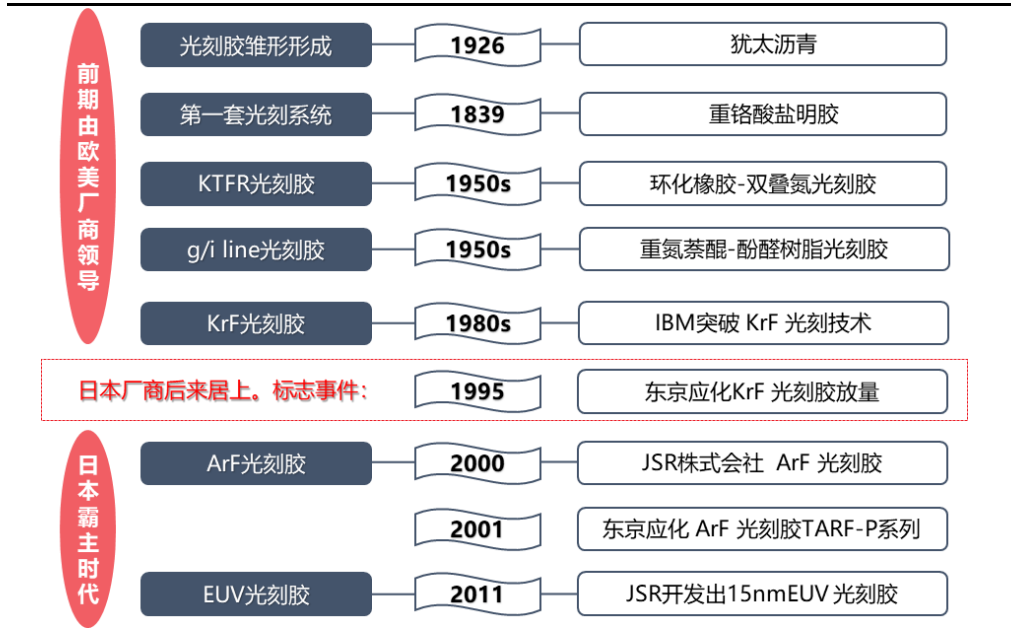 前期由欧美厂商领导
光刻胶雏形形成 1926 犹太沥青
第一套光刻系统 1839 重铬酸盐明胶
KTFR光刻胶 1950s 环化橡胶-双叠氮光刻胶
g/i line光刻胶 1950s 重氮萘醌-酚醛树脂光刻胶
KrF光刻胶 1980s IBM突破 KrF 光刻技术
日本厂商后来居上。标志事件： 1995 东京应化KrF 光刻胶放量
日本霸主时代
ArF光刻胶 2000 JSR株式会社 ArF 光刻胶
2001 东京应化 ArF 光刻胶TARF-P系列
EUV光刻胶 2011 JSR开发出15nmEUV 光刻胶